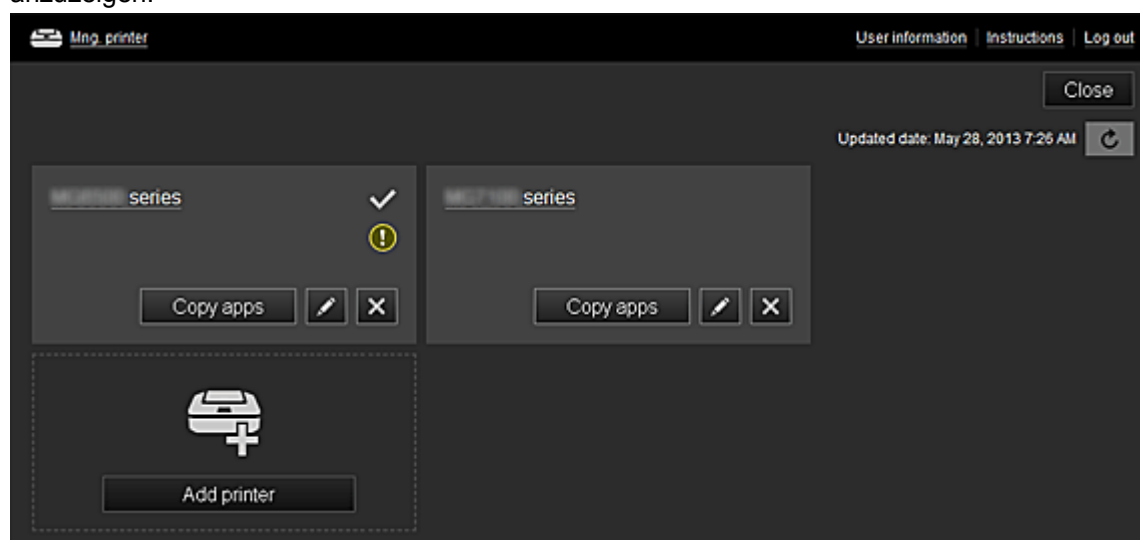 anzuzeigen.
Mng. printer User information Instructions Log out
Close
Updated date: May 28, 2013 7:26 AM
series series
Copy apps Copy apps
Add printer